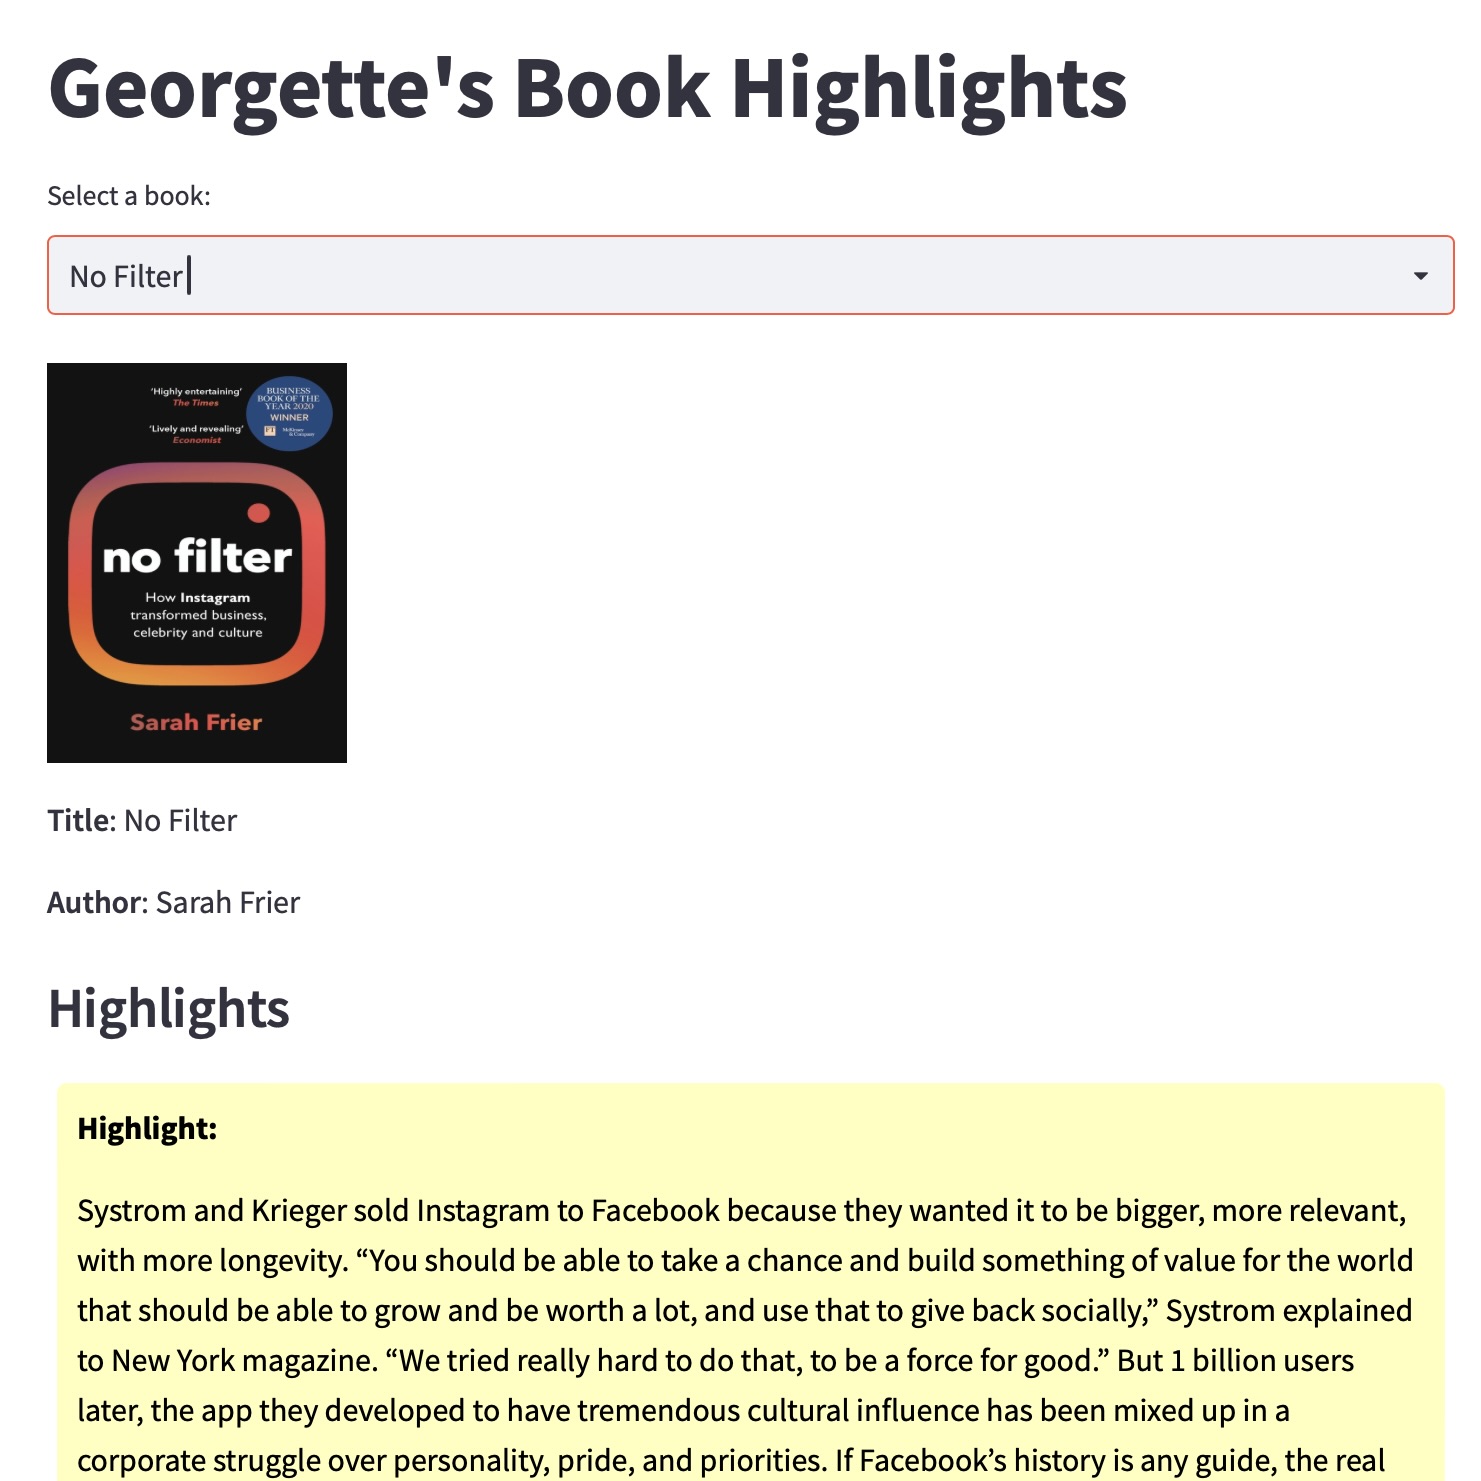 Georgette's Book Highlights
Select a book:
No Filter
‘Highly entertaining’
The Times
‘Lively and revealing’
Economist
BUSINESS
BOOK OF THE
YEAR 2020
WINNER
FT McKinsey
& Company
no filter
How Instagram
transformed business,
celebrity and culture
Sarah Frier
Title: No Filter
Author: Sarah Frier
Highlights
Highlight:
Systrom and Krieger sold Instagram to Facebook because they wanted it to be bigger, more relevant,
with more longevity. “You should be able to take a chance and build something of value for the world
that should be able to grow and be worth a lot, and use that to give back socially,” Systrom explained
to New York magazine. “We tried really hard to do that, to be a force for good.” But 1 billion users
later, the app they developed to have tremendous cultural influence has been mixed up in a
corporate struggle over personality, pride, and priorities. If Facebook’s history is any guide, the real